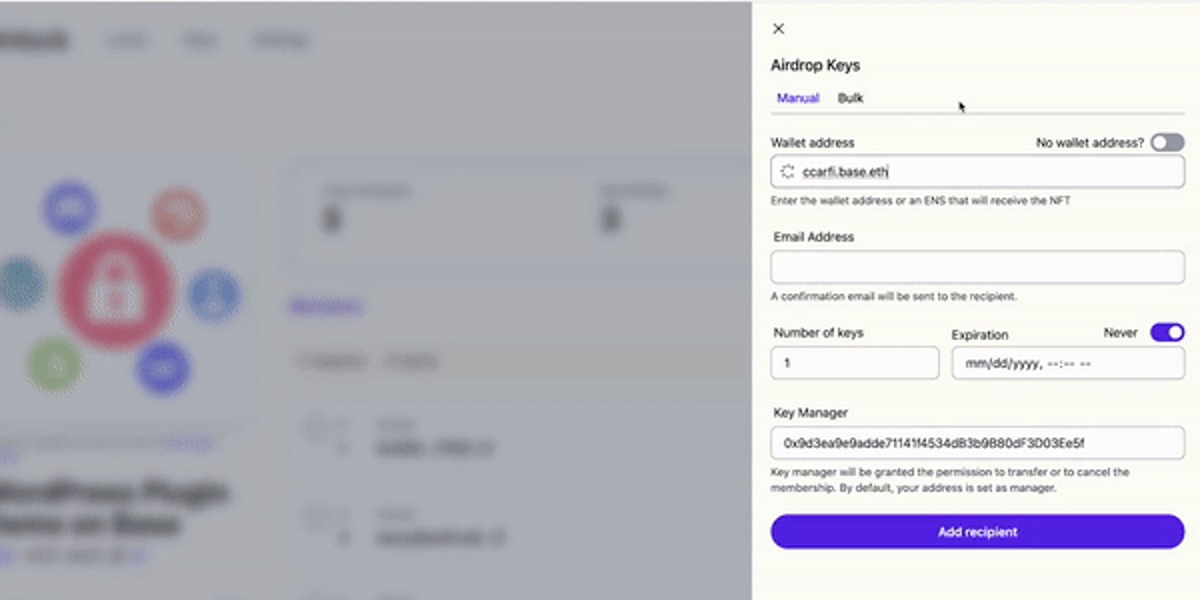 Airdrop Keys
Manual Bulk
Wallet address No wallet address?
ccarfi.base.eth
Enter the wallet address or an ENS that will receive the NFT
Email Address
A confirmation email will be sent to the recipient.
Number of keys Expiration Never
1 mm/dd/yyyy, --:-- --
Key Manager
0x9d3ea9e9adde71141f4534dB3b9B80dF3D03Ee5f
Key manager will be granted the permission to transfer or to cancel the
membership. By default, your address is set as manager.
Add recipient
WordPress Plugin
Demo on Base